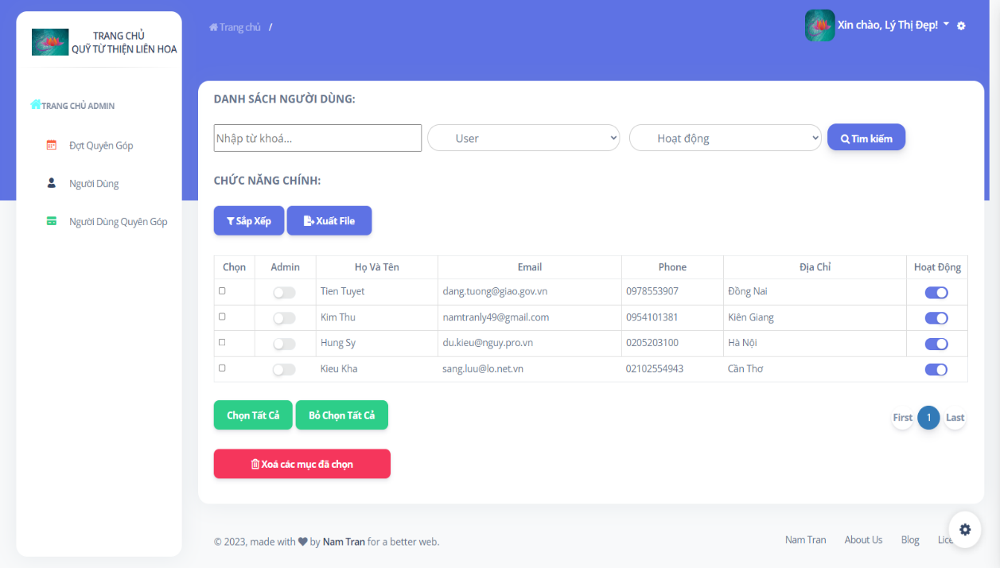 TRANG CHỦ
QUỸ TỪ THIỆN LIÊN HOA
TRANG CHỦ ADMIN
Đợt Quyên Góp
Người Dùng
Người Dùng Quyên Góp
Trang chủ /
Xin chào, Lý Thị Đẹp!
DANH SÁCH NGƯỜI DÙNG:
Nhập từ khoá... User Hoạt động Tìm kiếm
CHỨC NĂNG CHÍNH:
Sắp Xếp Xuất File
Chọn Admin Họ Và Tên Email Phone Địa Chỉ Hoạt Động
Tien Tuyet dang.tuong@giao.gov.vn 0978553907 Đồng Nai
Kim Thu namtranly49@gmail.com 0954101381 Kiên Giang
Hung Sy du.kieu@nguy.pro.vn 0205203100 Hà Nội
Kieu Kha sang.luu@lo.net.vn 02102554943 Cần Thơ
Chọn Tất Cả Bỏ Chọn Tất Cả First 1 Last
Xoá các mục đã chọn
© 2023, made with by Nam Tran for a better web. Nam Tran About Us Blog